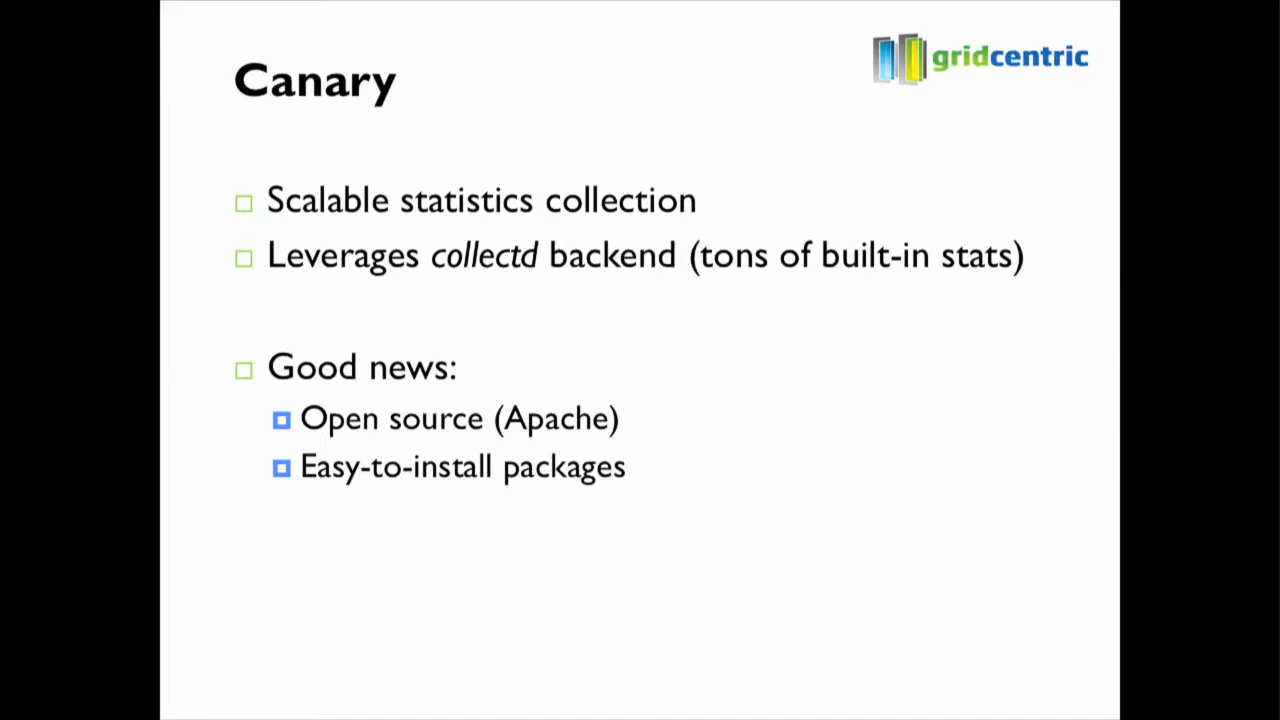 Canary
gridcentric
Scalable statistics collection
Leverages collectd backend (tons of built-in stats)
Good news:
Open source (Apache)
Easy-to-install packages